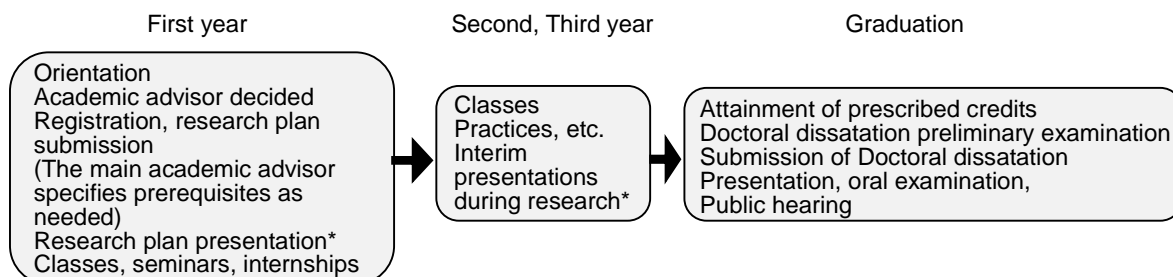 First year
Second, Third year
Graduation
Orientation
Academic advisor decided
Registration, research plan
submission
(The main academic advisor
specifies prerequisites as
needed)
Research plan presentation*
Classes, seminars, internships
Classes
Practices, etc.
Interim
presentations
during research*
Attainment of prescribed credits
Doctoral dissatation preliminary examination
Submission of Doctoral dissatation
Presentation, oral examination,
Public hearing